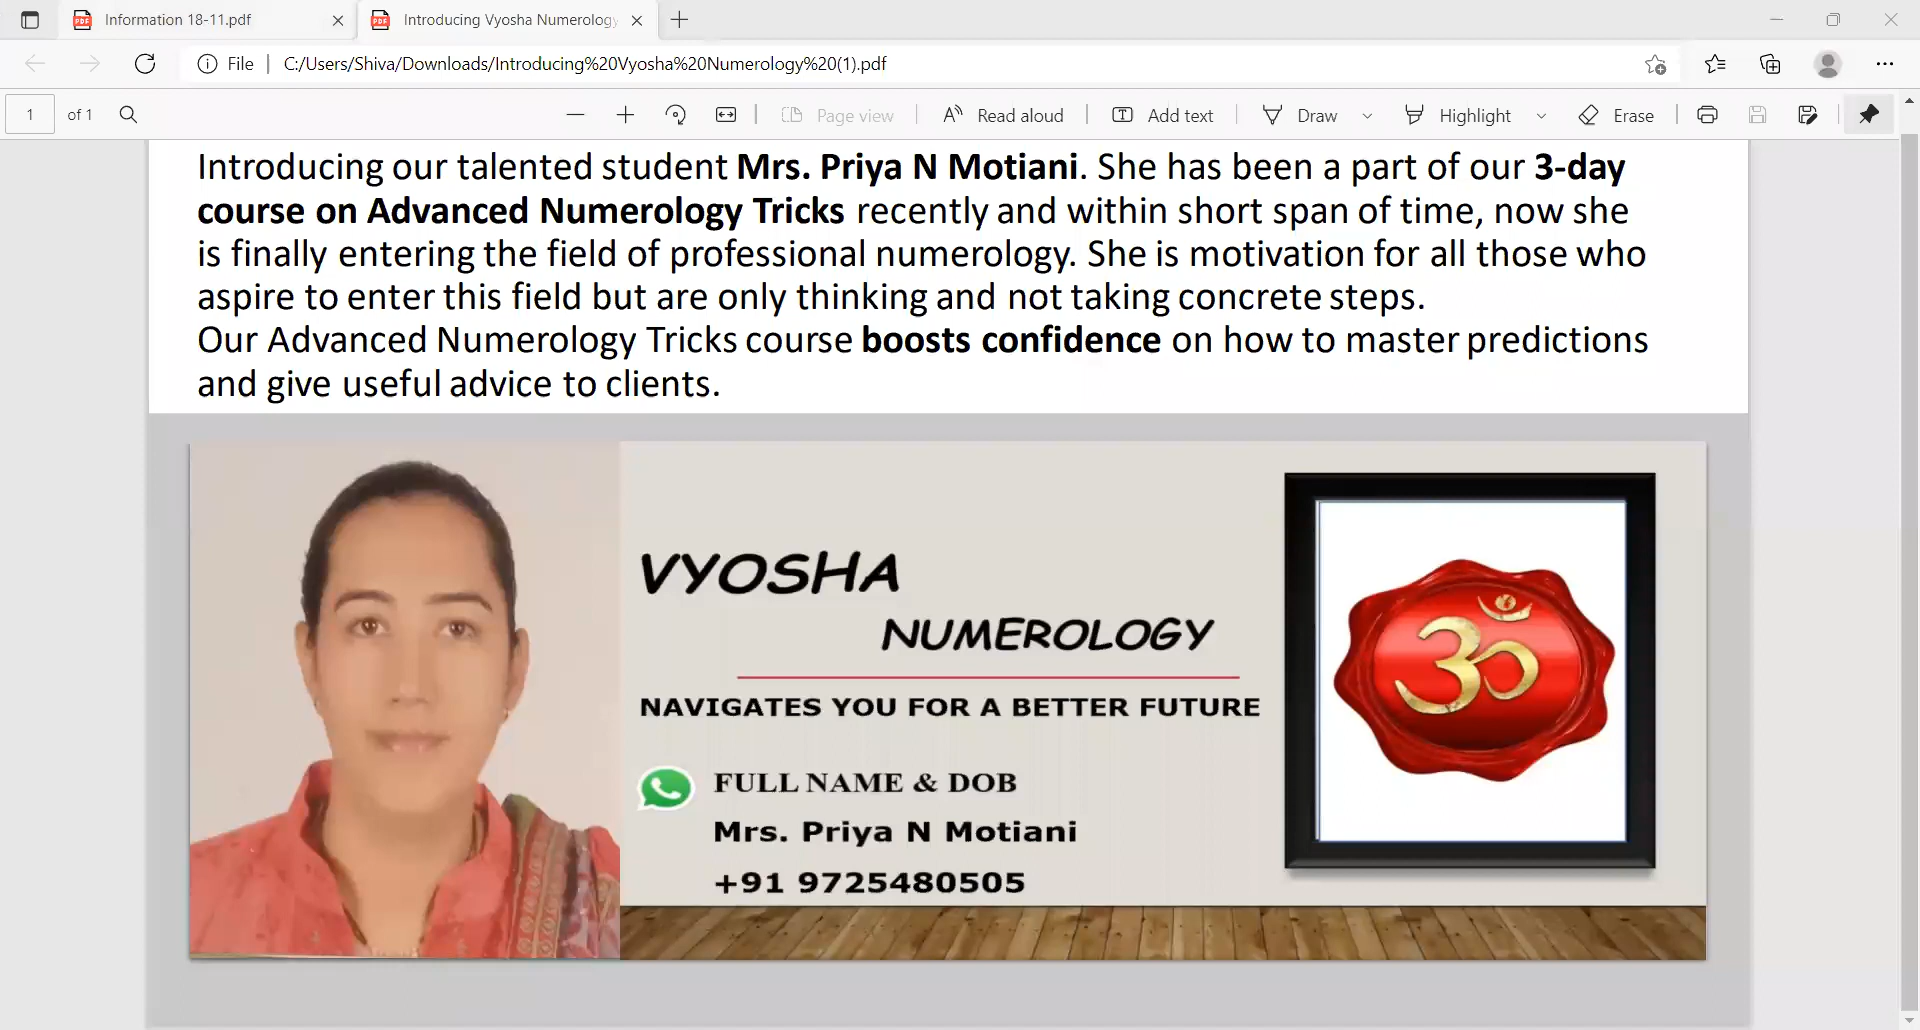 Information 18-11.pdf
Introducing Vyosha Numerology
File
C:/Users/Shiva/Downloads/Introducing%20Vyosha%20Numerology%20(1).pdf
1 of 1
Page view
Read aloud
Add text
Draw
Highlight
Erase
Introducing our talented student Mrs. Priya N Motiani. She has been a part of our 3-day
course on Advanced Numerology Tricks recently and within short span of time, now she
is finally entering the field of professional numerology. She is motivation for all those who
aspire to enter this field but are only thinking and not taking concrete steps.
Our Advanced Numerology Tricks course boosts confidence on how to master predictions
and give useful advice to clients.
VYOSHA
NUMEROLOGY
NAVIGATES YOU FOR A BETTER FUTURE
FULL NAME & DOB
Mrs. Priya N Motiani
+91 9725480505
ॐ